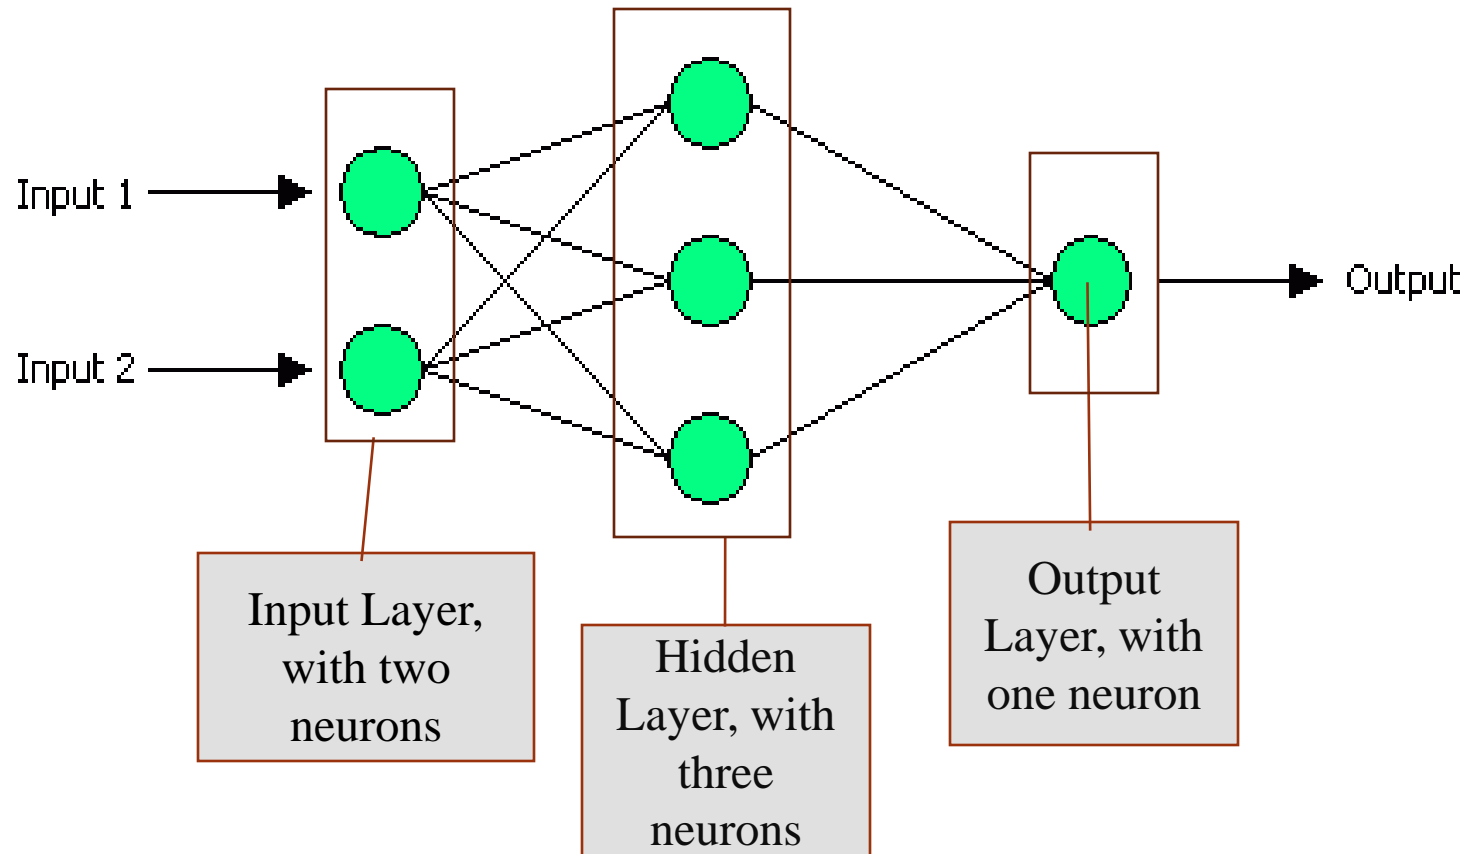 Input 1
Input 2
Output
Input Layer,
with two
neurons
Hidden
Layer, with
three
neurons
Output
Layer, with
one neuron